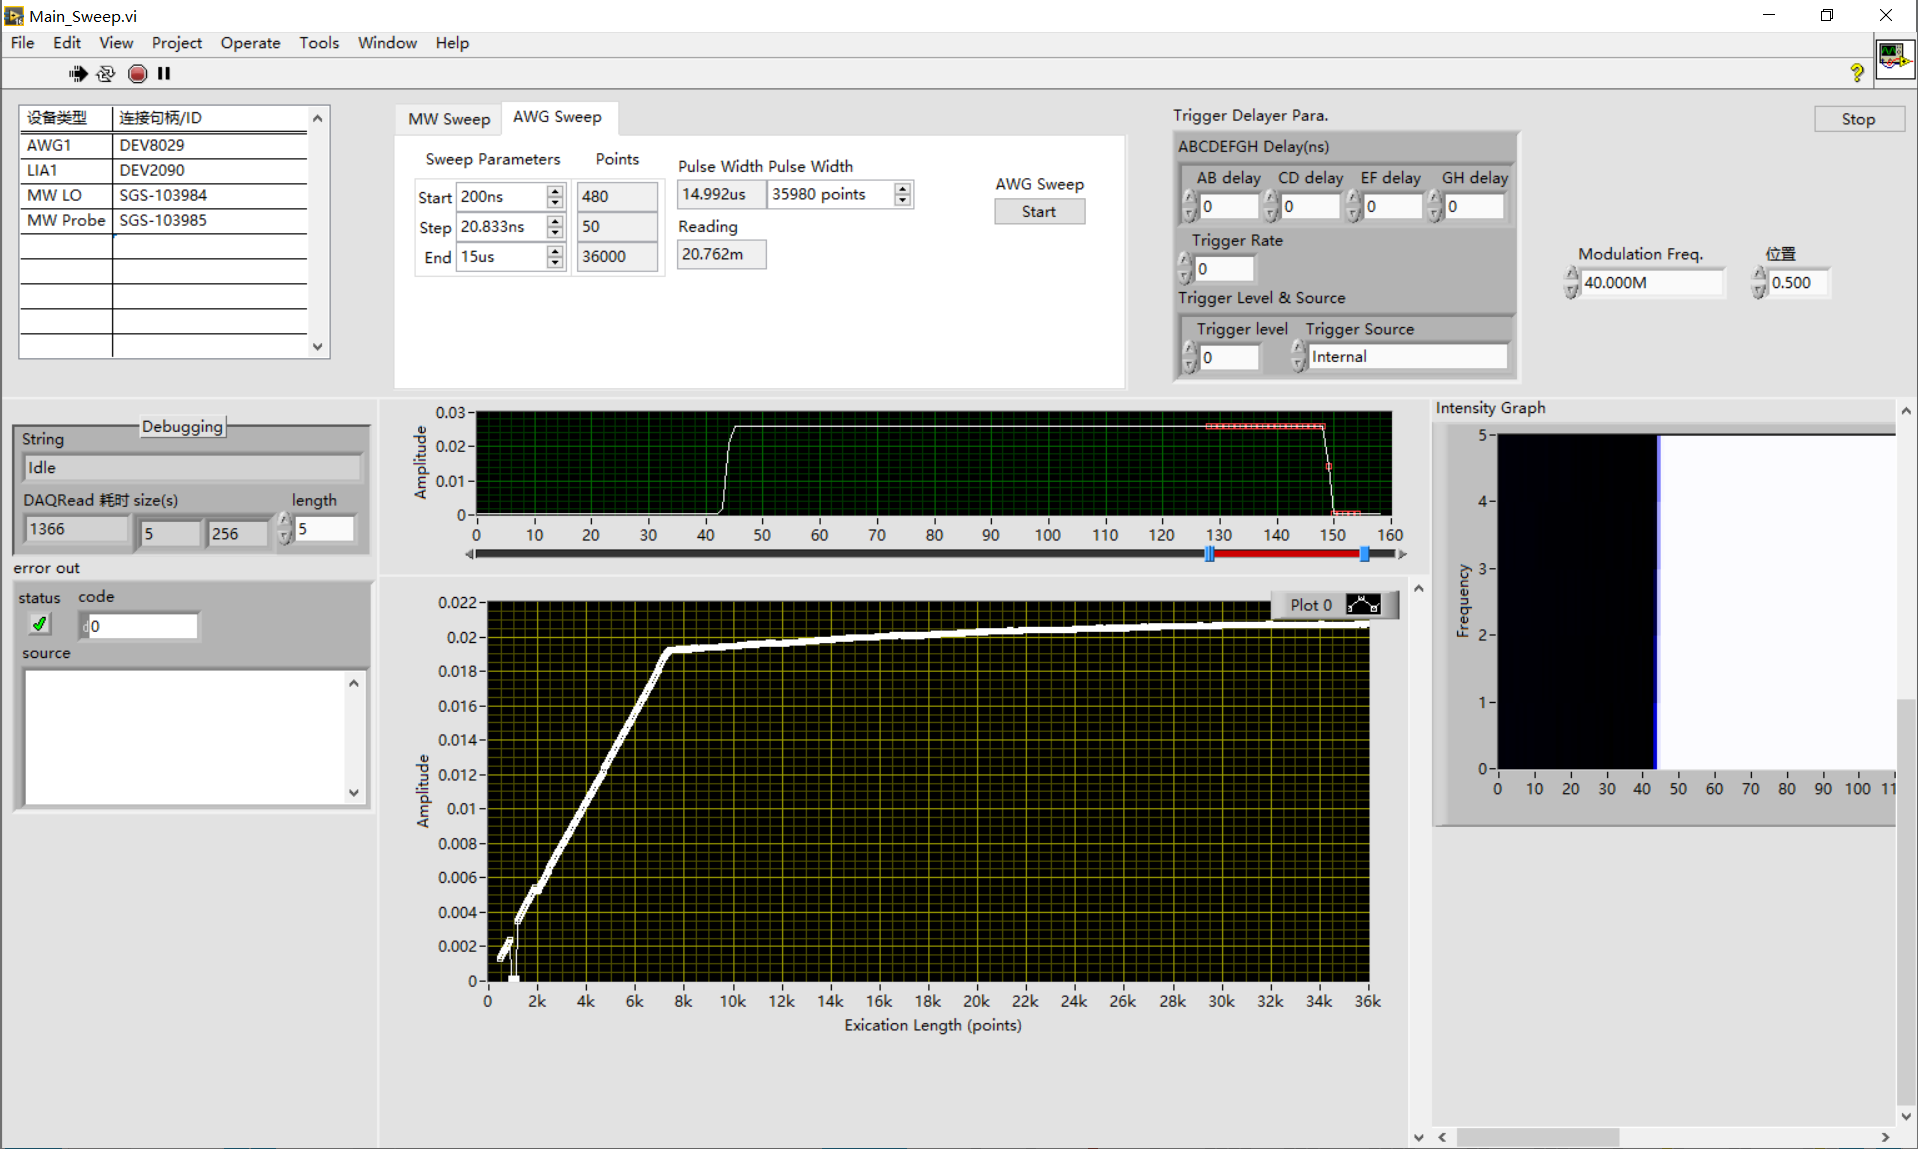 Main_Sweep.vi
File Edit View Project Operate Tools Window Help
设备类型 连接句柄/ID
AWG1 DEV8029
LIA1 DEV2090
MW LO SGS-103984
MW Probe SGS-103985
MW Sweep AWG Sweep
Sweep Parameters Points
Start 200ns 480
Step 20.833ns 50
End 15us 36000
Pulse Width Pulse Width
14.992us 35980 points
Reading
20.762m
AWG Sweep
Start
Trigger Delayer Para.
ABCDEFGH Delay(ns)
AB delay CD delay EF delay GH delay
0 0 0 0
Trigger Rate
0
Trigger Level & Source
Trigger level Trigger Source
0 Internal
Stop
Modulation Freq. 位置
40.000M 0.500
Debugging
String
Idle
DAQRead 耗时 size(s) length
1366 5 256 5
error out
status code
d0
source
Amplitude
0.03
0.02
0.01
0
0 10 20 30 40 50 60 70 80 90 100 110 120 130 140 150 160
Plot 0
Amplitude
0.022
0.02
0.018
0.016
0.014
0.012
0.01
0.008
0.006
0.004
0.002
0
0 2k 4k 6k 8k 10k 12k 14k 16k 18k 20k 22k 24k 26k 28k 30k 32k 34k 36k
Exication Length (points)
Intensity Graph
Frequency
5
4
3
2
1
0
0 10 20 30 40 50 60 70 80 90 100 11